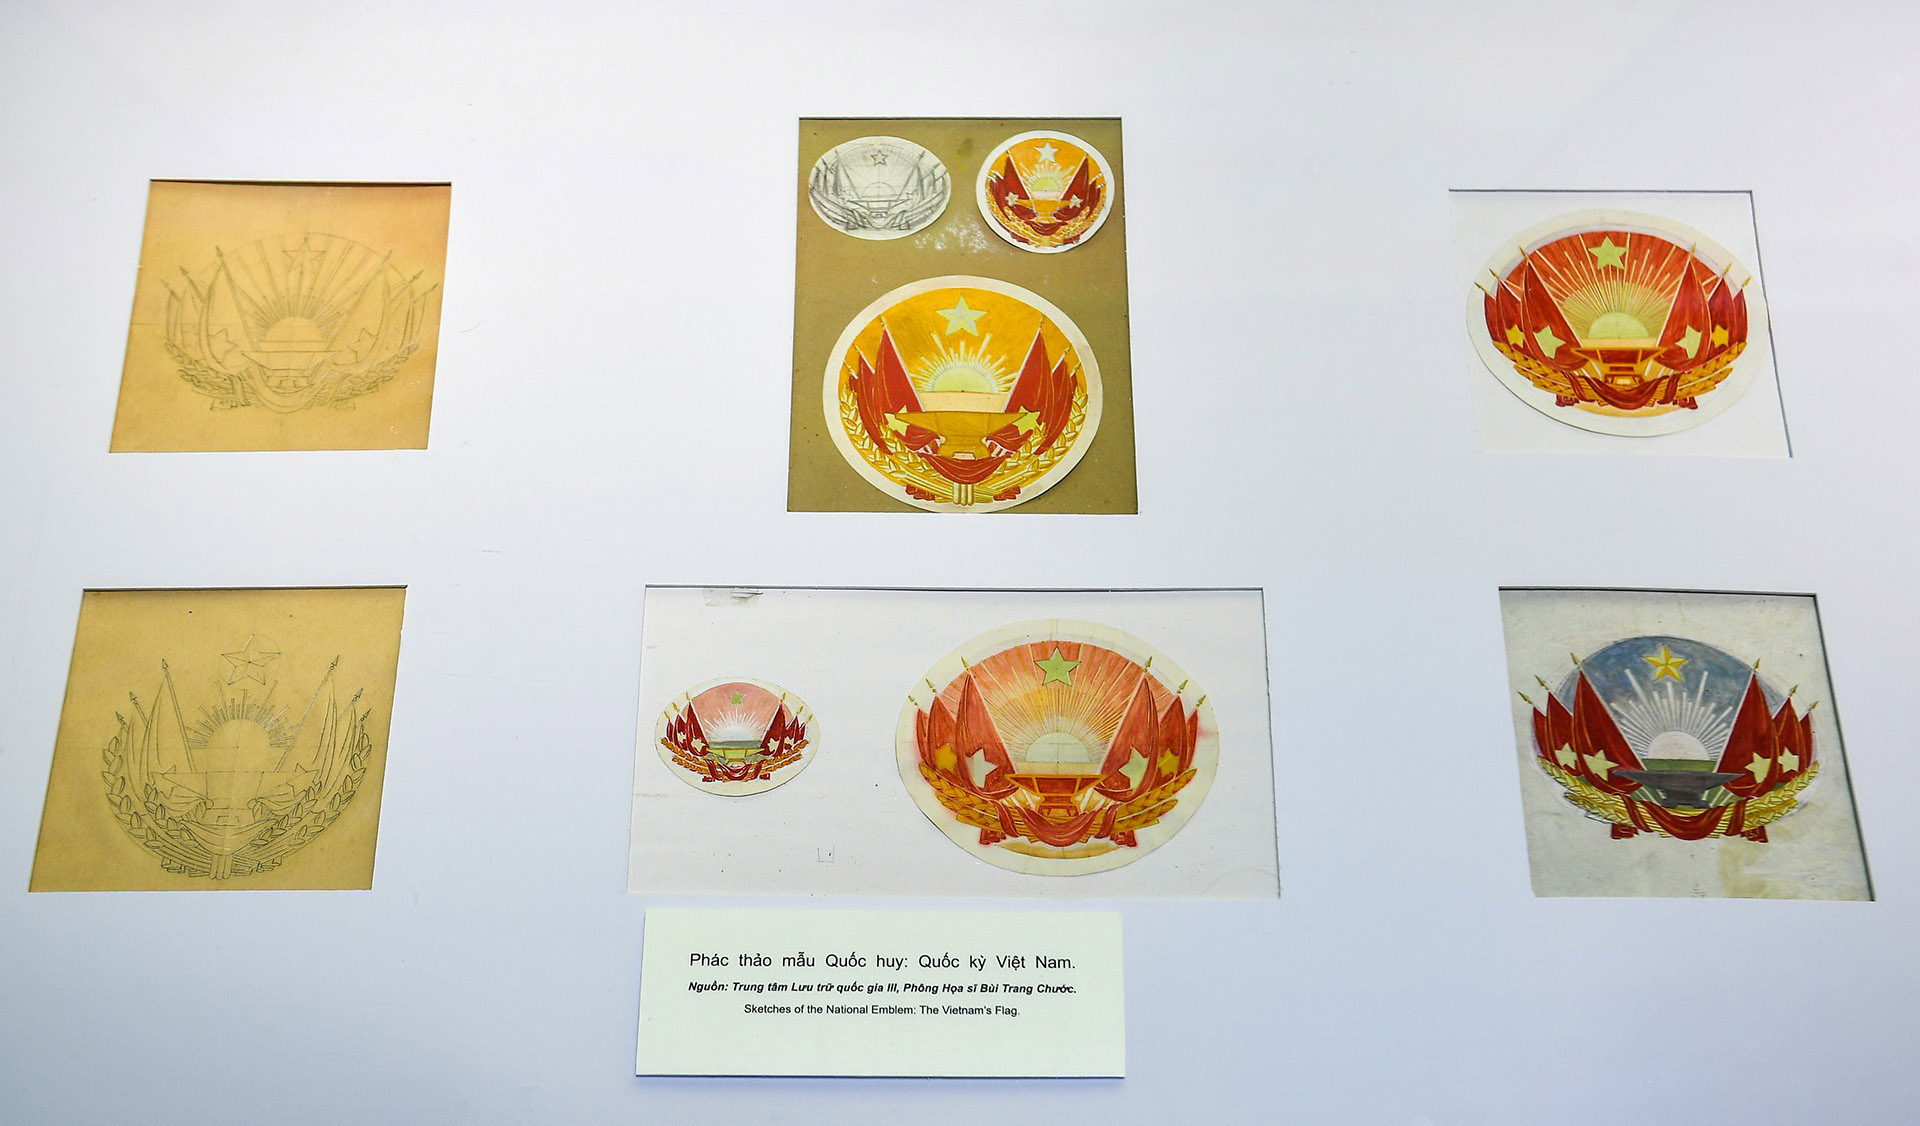 Phác thảo mẫu Quốc huy: Quốc kỳ Việt Nam.
Nguồn: Trung tâm Lưu trữ quốc gia III, Phông Họa sĩ Bùi Trang Chước.
Sketches of the National Emblem: The Vietnam's Flag.